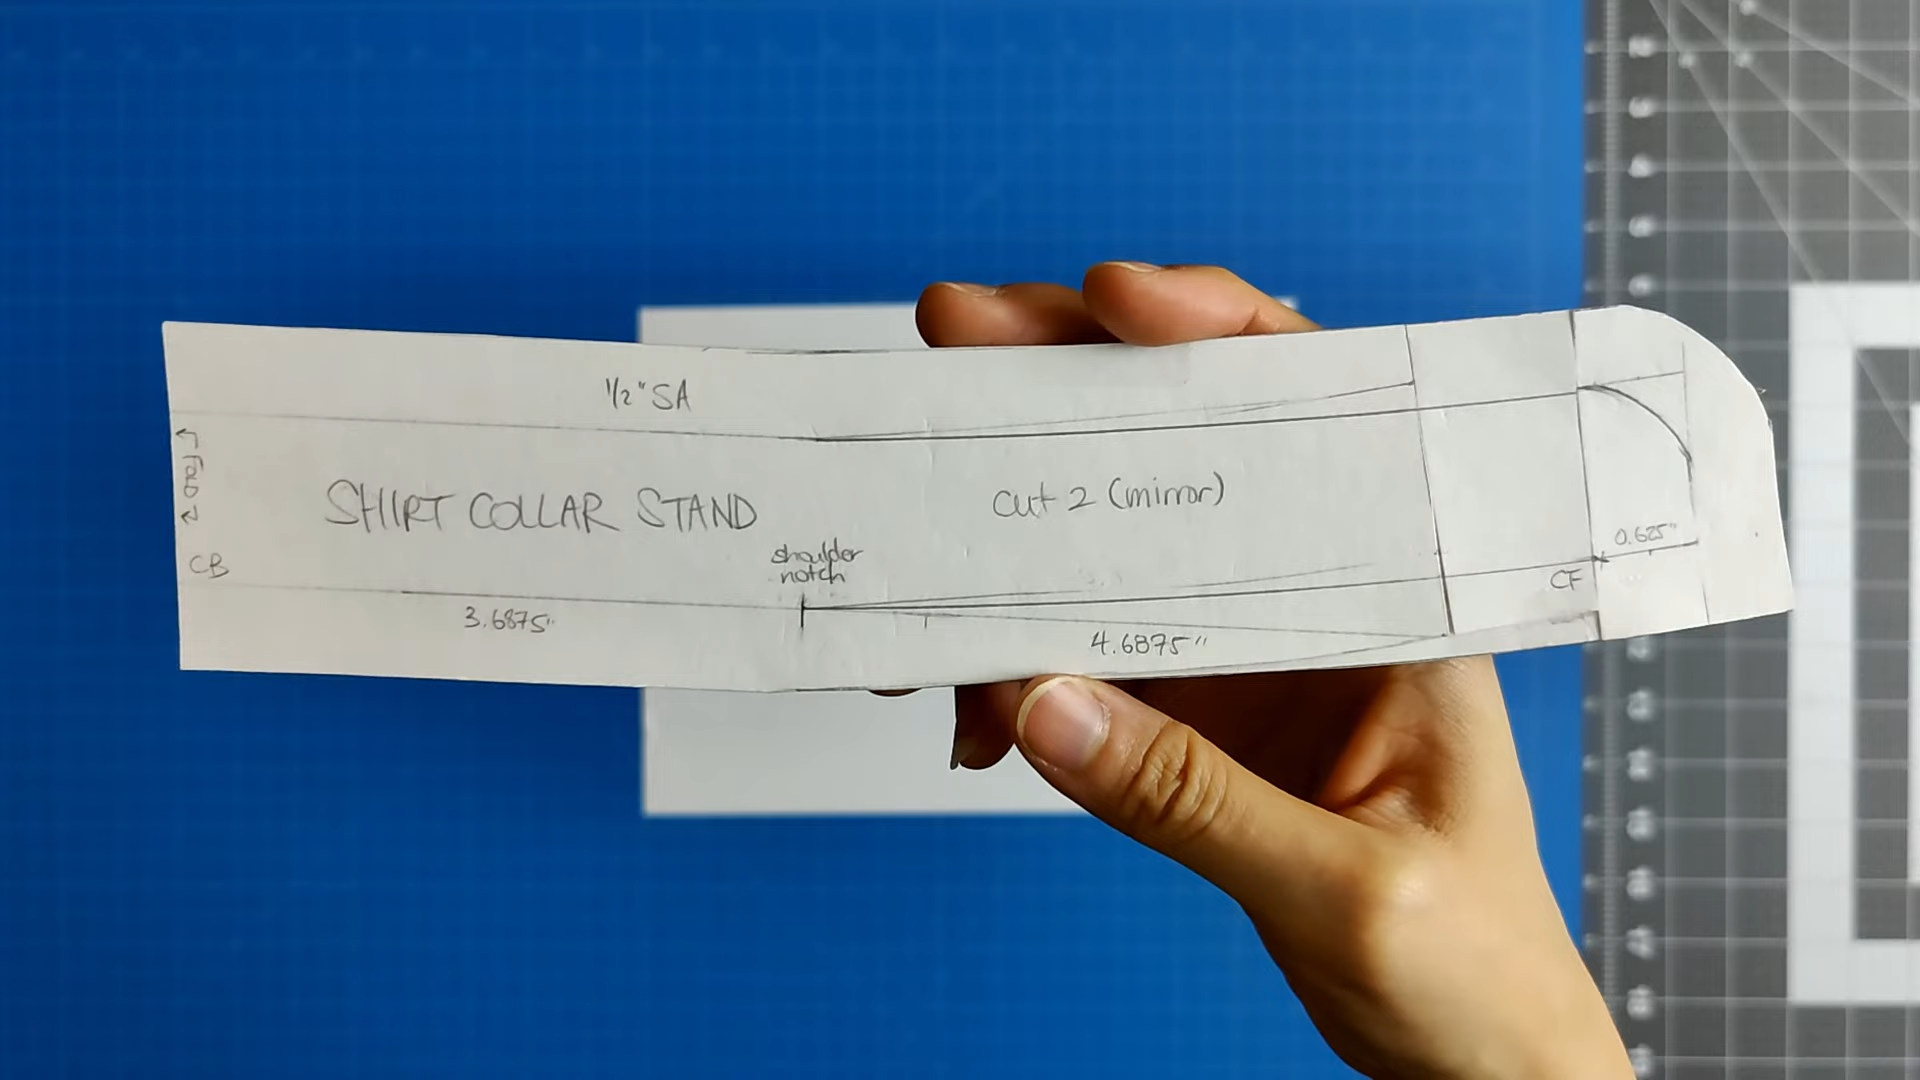 1/2" SA
← FOLD →
SHIRT COLLAR STAND
cut 2 (mirror)
CB
shoulder
notch
3.6875"
4.6875"
CF
0.625"